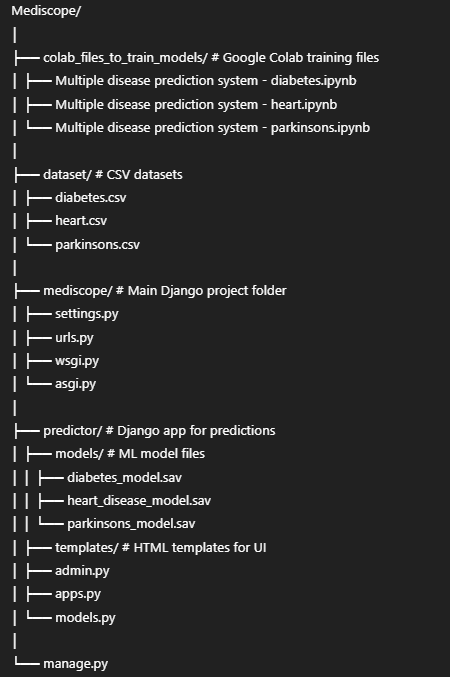 Mediscope/
│
├── colab_files_to_train_models/ # Google Colab training files
│ ├── Multiple disease prediction system - diabetes.ipynb
│ ├── Multiple disease prediction system - heart.ipynb
│ └── Multiple disease prediction system - parkinsons.ipynb
│
├── dataset/ # CSV datasets
│ ├── diabetes.csv
│ ├── heart.csv
│ └── parkinsons.csv
│
├── mediscope/ # Main Django project folder
│ ├── settings.py
│ ├── urls.py
│ ├── wsgi.py
│ └── asgi.py
│
├── predictor/ # Django app for predictions
│ ├── models/ # ML model files
│ │ ├── diabetes_model.sav
│ │ ├── heart_disease_model.sav
│ │ └── parkinsons_model.sav
│ ├── templates/ # HTML templates for UI
│ ├── admin.py
│ ├── apps.py
│ └── models.py
│
└── manage.py